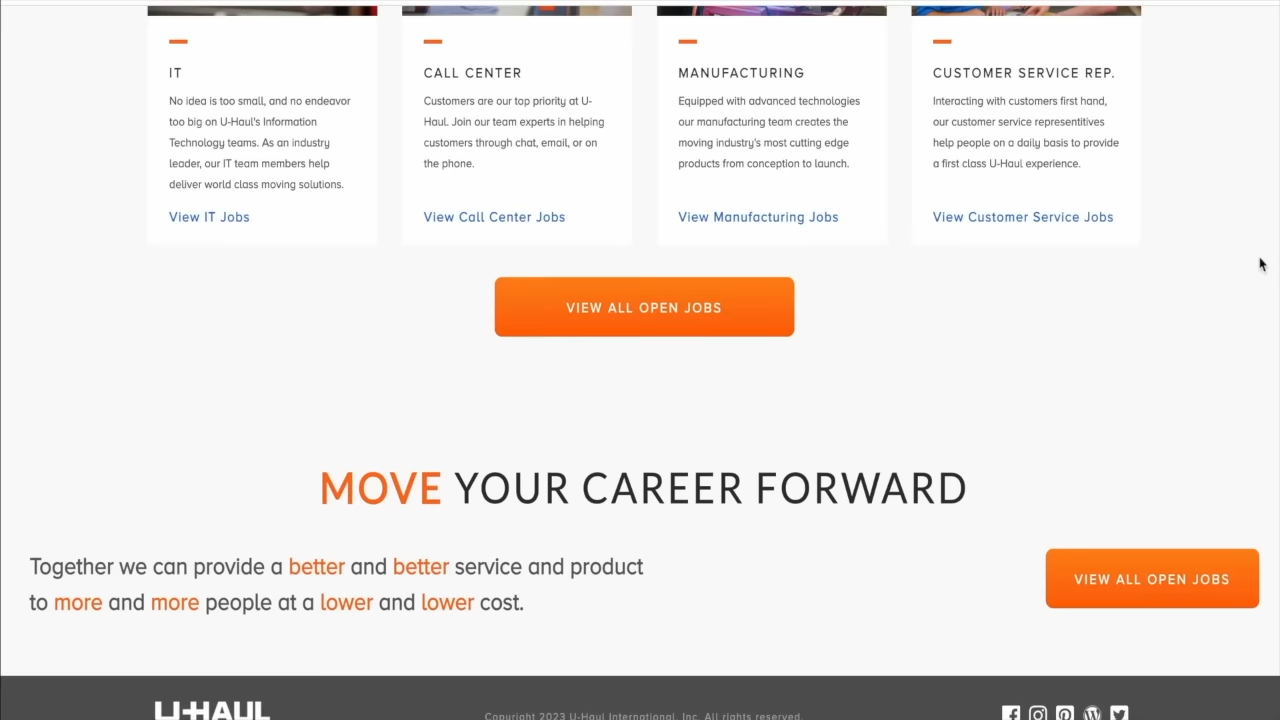 IT
No idea is too small, and no endeavor
too big on U-Haul's Information
Technology teams. As an industry
leader, our IT team members help
deliver world class moving solutions.
View IT Jobs
CALL CENTER
Customers are our top priority at U-
Haul. Join our team experts in helping
customers through chat, email, or on
the phone.
View Call Center Jobs
MANUFACTURING
Equipped with advanced technologies
our manufacturing team creates the
moving industry's most cutting edge
products from conception to launch.
View Manufacturing Jobs
CUSTOMER SERVICE REP.
Interacting with customers first hand,
our customer service representitives
help people on a daily basis to provide
a first class U-Haul experience.
View Customer Service Jobs
VIEW ALL OPEN JOBS
MOVE YOUR CAREER FORWARD
Together we can provide a better and better service and product
to more and more people at a lower and lower cost.
VIEW ALL OPEN JOBS
U-HAUL
Copyright 2023 U-Haul International, Inc. All rights reserved.